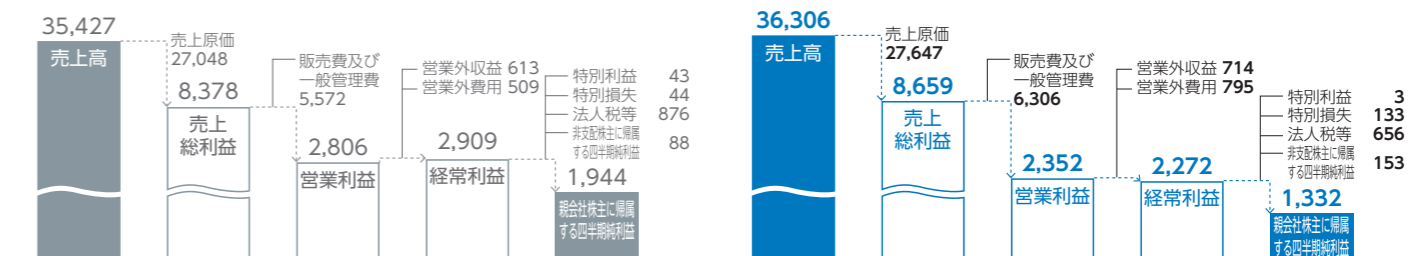 35,427
売上高
売上原価
27,048
8,378
売上
総利益
販売費及び
一般管理費
5,572
2,806
営業利益
営業外収益 613
営業外費用 509
2,909
経常利益
特別利益 43
特別損失 44
法人税等 876
非支配株主に帰属
する四半期純利益 88
1,944
親会社株主に帰属
する四半期純利益
36,306
売上高
売上原価
27,647
8,659
売上
総利益
販売費及び
一般管理費
6,306
2,352
営業利益
営業外収益 714
営業外費用 795
2,272
経常利益
特別利益 3
特別損失 133
法人税等 656
非支配株主に帰属
する四半期純利益 153
1,332
親会社株主に帰属
する四半期純利益